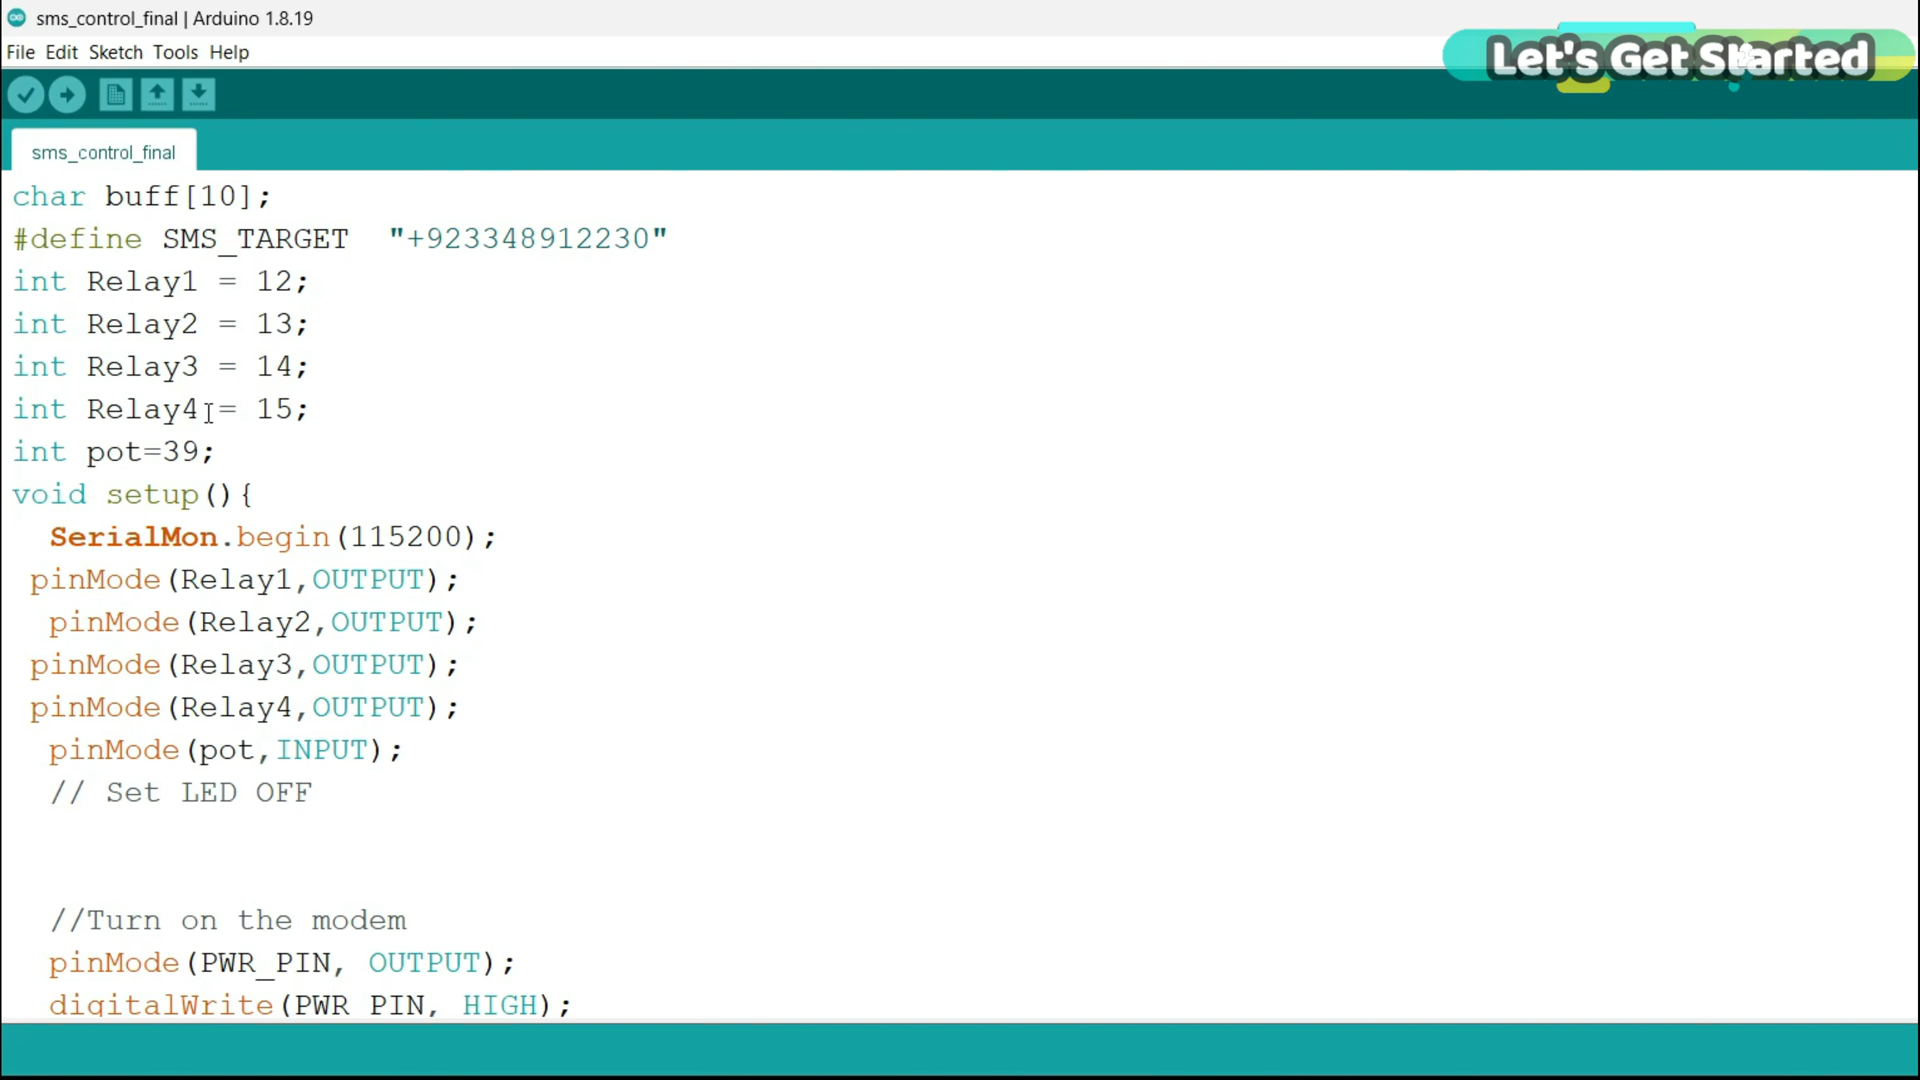 sms_control_final | Arduino 1.8.19
File Edit Sketch Tools Help
Let's Get Started
sms_control_final
char buff[10];
#define SMS_TARGET  "+923348912230"
int Relay1 = 12;
int Relay2 = 13;
int Relay3 = 14;
int Relay4 = 15;
int pot=39;
void setup(){
SerialMon.begin(115200);
pinMode(Relay1,OUTPUT);
pinMode(Relay2,OUTPUT);
pinMode(Relay3,OUTPUT);
pinMode(Relay4,OUTPUT);
pinMode(pot,INPUT);
// Set LED OFF
//Turn on the modem
pinMode(PWR_PIN, OUTPUT);
digitalWrite(PWR_PIN, HIGH);